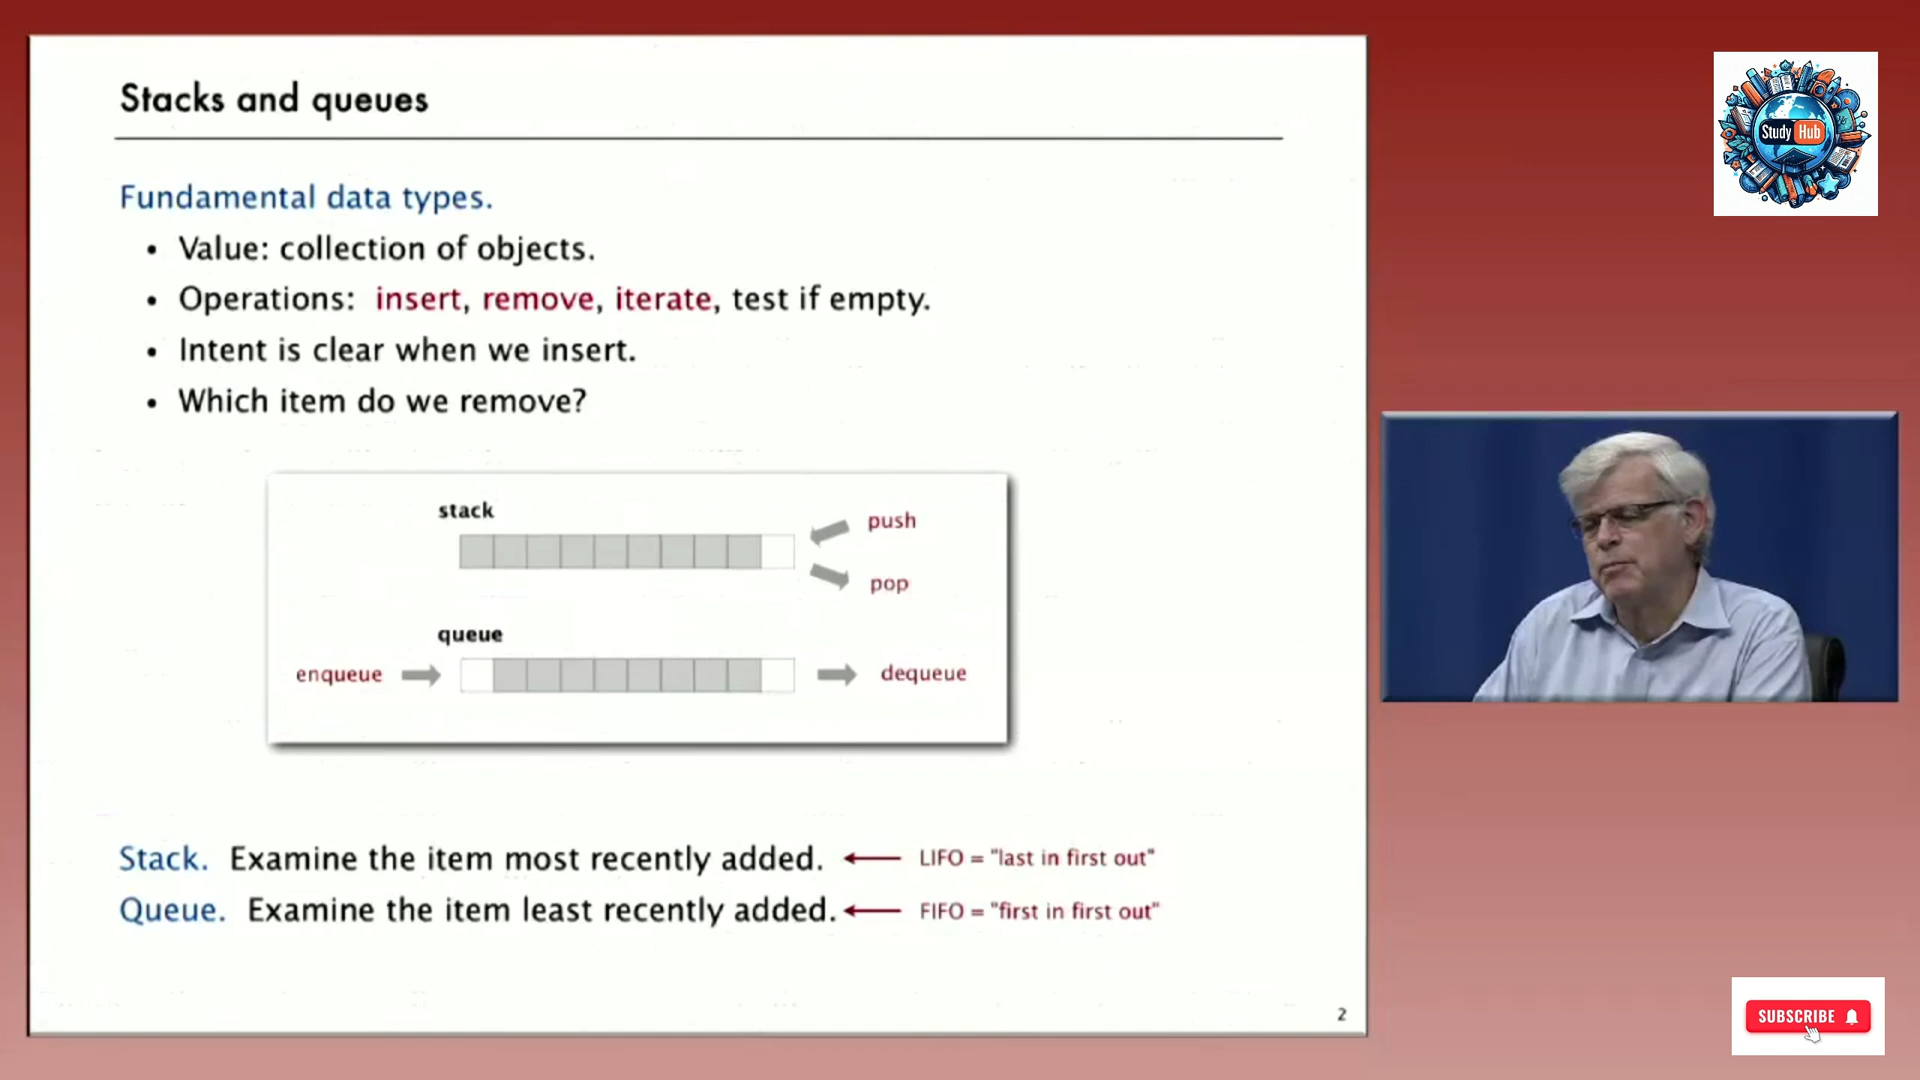 Stacks and queues
Fundamental data types.
• Value: collection of objects.
• Operations: insert, remove, iterate, test if empty.
• Intent is clear when we insert.
• Which item do we remove?
stack
push
pop
queue
enqueue
dequeue
Stack. Examine the item most recently added.
LIFO = "last in first out"
Queue. Examine the item least recently added.
FIFO = "first in first out"
2
Study Hub
SUBSCRIBE